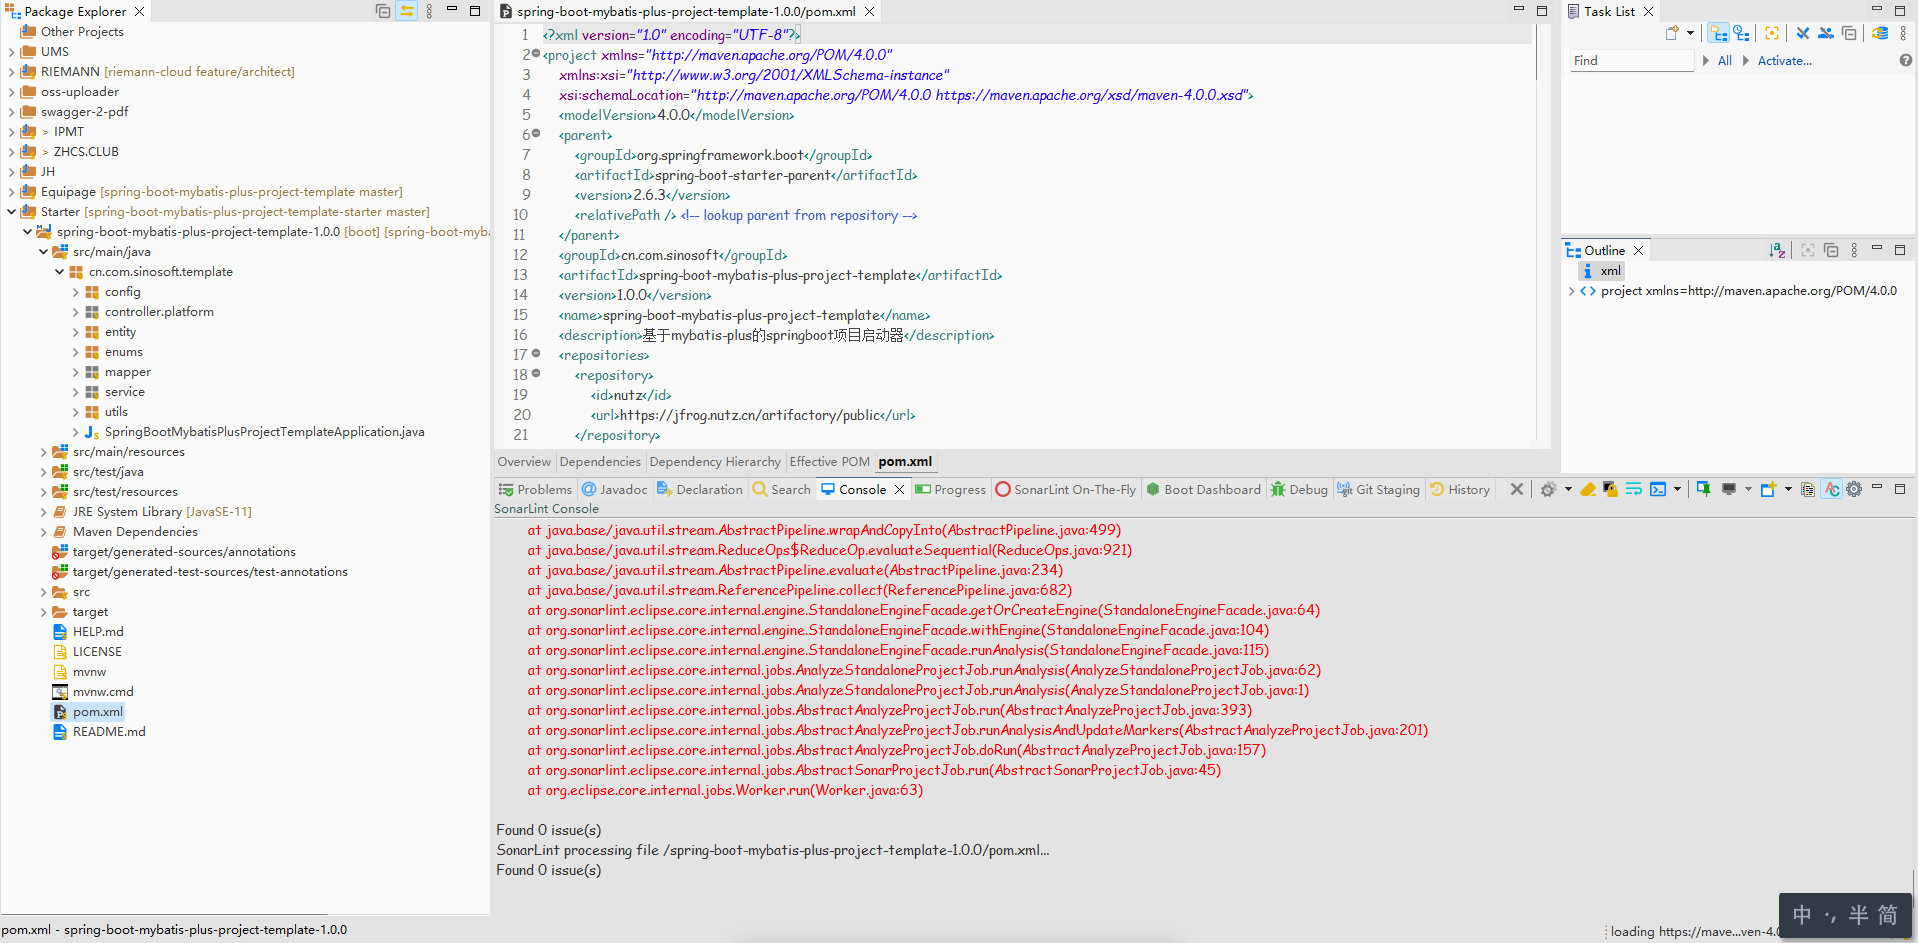 Package Explorer
Other Projects
UMS
RIEMANN [riemann-cloud feature/architect]
oss-uploader
swagger-2-pdf
> IPMT
> ZHCS.CLUB
JH
Equipage [spring-boot-mybatis-plus-project-template master]
Starter [spring-boot-mybatis-plus-project-template-starter master]
spring-boot-mybatis-plus-project-template-1.0.0 [boot] [spring-boot-myba
src/main/java
cn.com.sinosoft.template
config
controller.platform
entity
enums
mapper
service
utils
SpringBootMybatisPlusProjectTemplateApplication.java
src/main/resources
src/test/java
src/test/resources
JRE System Library [JavaSE-11]
Maven Dependencies
target/generated-sources/annotations
target/generated-test-sources/test-annotations
src
target
HELP.md
LICENSE
mvnw
mvnw.cmd
pom.xml
README.md
spring-boot-mybatis-plus-project-template-1.0.0/pom.xml
1 <?xml version="1.0" encoding="UTF-8"?>
2 <project xmlns="http://maven.apache.org/POM/4.0.0"
3 xmlns:xsi="http://www.w3.org/2001/XMLSchema-instance"
4 xsi:schemaLocation="http://maven.apache.org/POM/4.0.0 https://maven.apache.org/xsd/maven-4.0.0.xsd">
5 <modelVersion>4.0.0</modelVersion>
6 <parent>
7 <groupId>org.springframework.boot</groupId>
8 <artifactId>spring-boot-starter-parent</artifactId>
9 <version>2.6.3</version>
10 <relativePath /> <!-- lookup parent from repository -->
11 </parent>
12 <groupId>cn.com.sinosoft</groupId>
13 <artifactId>spring-boot-mybatis-plus-project-template</artifactId>
14 <version>1.0.0</version>
15 <name>spring-boot-mybatis-plus-project-template</name>
16 <description>基于mybatis-plus的springboot项目启动器</description>
17 <repositories>
18 <repository>
19 <id>nutz</id>
20 <url>https://jfrog.nutz.cn/artifactory/public</url>
21 </repository>
Overview Dependencies Dependency Hierarchy Effective POM pom.xml
Problems Javadoc Declaration Search Console Progress SonarLint On-The-Fly Boot Dashboard Debug Git Staging History
SonarLint Console
at java.base/java.util.stream.AbstractPipeline.wrapAndCopyInto(AbstractPipeline.java:499)
at java.base/java.util.stream.ReduceOps$ReduceOp.evaluateSequential(ReduceOps.java:921)
at java.base/java.util.stream.AbstractPipeline.evaluate(AbstractPipeline.java:234)
at java.base/java.util.stream.ReferencePipeline.collect(ReferencePipeline.java:682)
at org.sonarlint.eclipse.core.internal.engine.StandaloneEngineFacade.getOrCreateEngine(StandaloneEngineFacade.java:64)
at org.sonarlint.eclipse.core.internal.engine.StandaloneEngineFacade.withEngine(StandaloneEngineFacade.java:104)
at org.sonarlint.eclipse.core.internal.engine.StandaloneEngineFacade.runAnalysis(StandaloneEngineFacade.java:115)
at org.sonarlint.eclipse.core.internal.jobs.AnalyzeStandaloneProjectJob.runAnalysis(AnalyzeStandaloneProjectJob.java:62)
at org.sonarlint.eclipse.core.internal.jobs.AnalyzeStandaloneProjectJob.runAnalysis(AnalyzeStandaloneProjectJob.java:1)
at org.sonarlint.eclipse.core.internal.jobs.AbstractAnalyzeProjectJob.run(AbstractAnalyzeProjectJob.java:393)
at org.sonarlint.eclipse.core.internal.jobs.AbstractAnalyzeProjectJob.runAnalysisAndUpdateMarkers(AbstractAnalyzeProjectJob.java:201)
at org.sonarlint.eclipse.core.internal.jobs.AbstractAnalyzeProjectJob.doRun(AbstractAnalyzeProjectJob.java:157)
at org.sonarlint.eclipse.core.internal.jobs.AbstractSonarProjectJob.run(AbstractSonarProjectJob.java:45)
at org.eclipse.core.internal.jobs.Worker.run(Worker.java:63)
Found 0 issue(s)
SonarLint processing file /spring-boot-mybatis-plus-project-template-1.0.0/pom.xml...
Found 0 issue(s)
Task List
Find All Activate...
Outline
xml
project xmlns=http://maven.apache.org/POM/4.0.0
pom.xml - spring-boot-mybatis-plus-project-template-1.0.0
loading https://mave...ven-4.0
中 ·, 半 简